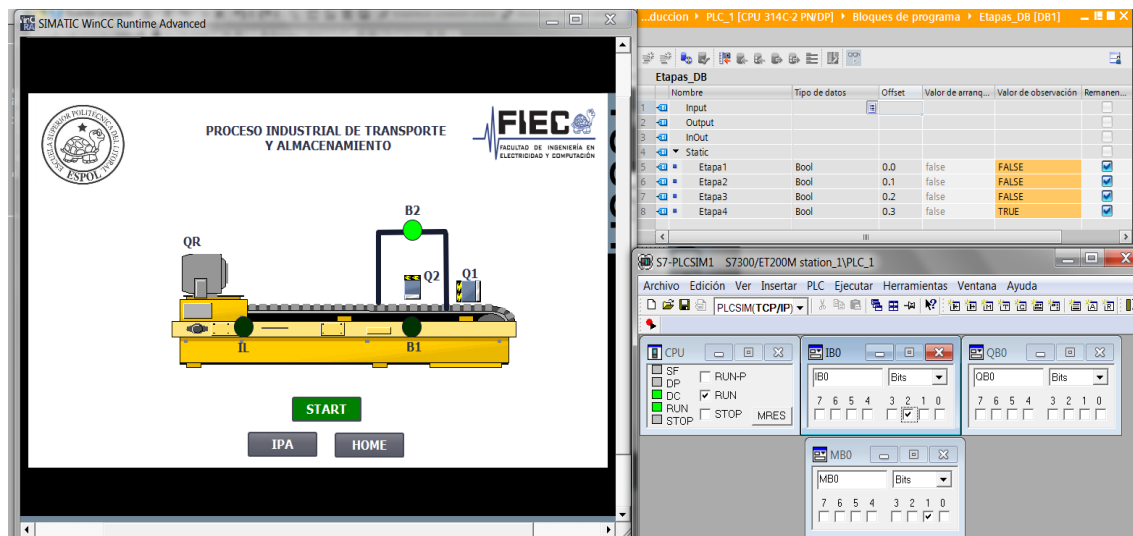 SIMATIC WinCC Runtime Advanced
ESCUELA SUPERIOR POLITECNICA DEL LITORAL
ESPOL
PROCESO INDUSTRIAL DE TRANSPORTE
Y ALMACENAMIENTO
FIEC
FACULTAD DE INGENIERÍA EN
ELECTRICIDAD Y COMPUTACIÓN
B2
QR
Q2
Q1
IL
B1
START
IPA
HOME
...duccion ▸ PLC_1 [CPU 314C-2 PN/DP] ▸ Bloques de programa ▸ Etapas_DB [DB1]
Etapas_DB
Nombre Tipo de datos Offset Valor de arranq... Valor de observación Remanen...
1 Input
2 Output
3 InOut
4 Static
5 Etapa1 Bool 0.0 false FALSE
6 Etapa2 Bool 0.1 false FALSE
7 Etapa3 Bool 0.2 false FALSE
8 Etapa4 Bool 0.3 false TRUE
S7-PLCSIM1 S7300/ET200M station_1\PLC_1
Archivo Edición Ver Insertar PLC Ejecutar Herramientas Ventana Ayuda
PLCSIM(TCP/IP)
CPU
SF
DP
DC
RUN
STOP
RUN-P
RUN
STOP
MRES
IB0
IB0 Bits
7 6 5 4 3 2 1 0
QB0
QB0 Bits
7 6 5 4 3 2 1 0
MB0
MB0 Bits
7 6 5 4 3 2 1 0